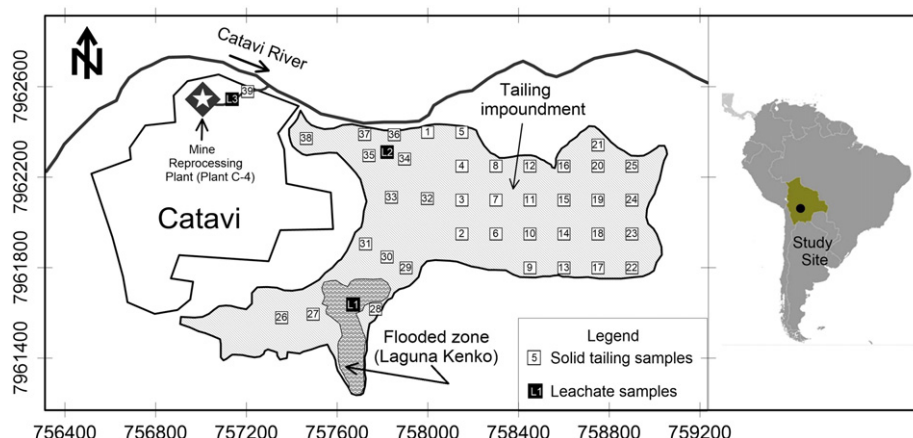 N
Catavi River
39
L3
Mine
Reprocessing
Plant (Plant C-4)
Catavi
Tailing
impoundment
38
37
36
1
5
35
L2
34
21
4
8
12
16
20
25
33
32
3
7
11
15
19
24
31
2
6
10
14
18
23
30
29
9
13
17
22
26
27
L1
28
Flooded zone
(Laguna Kenko)
Legend
5 Solid tailing samples
L1 Leachate samples
7962600
7962200
7961800
7961400
756400 756800 757200 757600 758000 758400 758800 759200
Study
Site